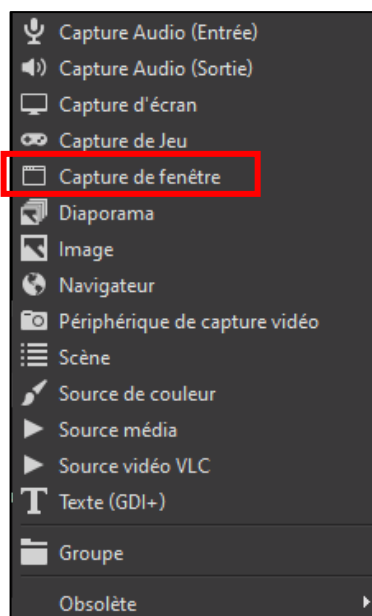 Capture Audio (Entrée)
Capture Audio (Sortie)
Capture d'écran
Capture de Jeu
Capture de fenêtre
Diaporama
Image
Navigateur
Périphérique de capture vidéo
Scène
Source de couleur
Source média
Source vidéo VLC
Texte (GDI+)
Groupe
Obsolète